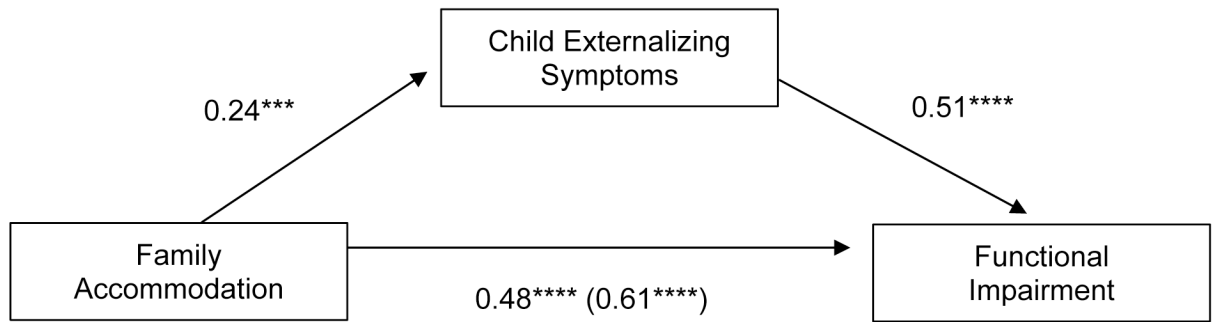 Child Externalizing
Symptoms
0.24***
0.51****
Family
Accommodation
Functional
Impairment
0.48**** (0.61****)